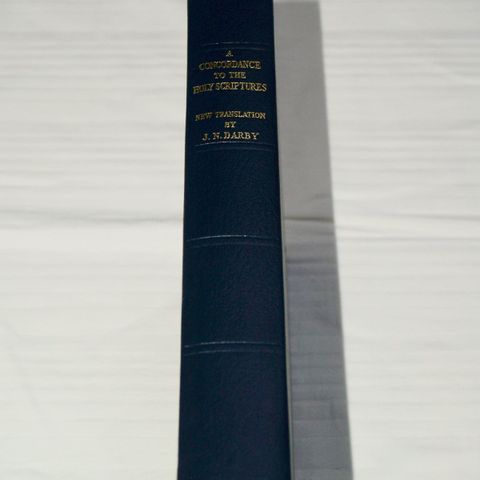 A
CONCORDANCE
TO THE
HOLY SCRIPTURES
NEW TRANSLATION
BY
J. N. DARBY